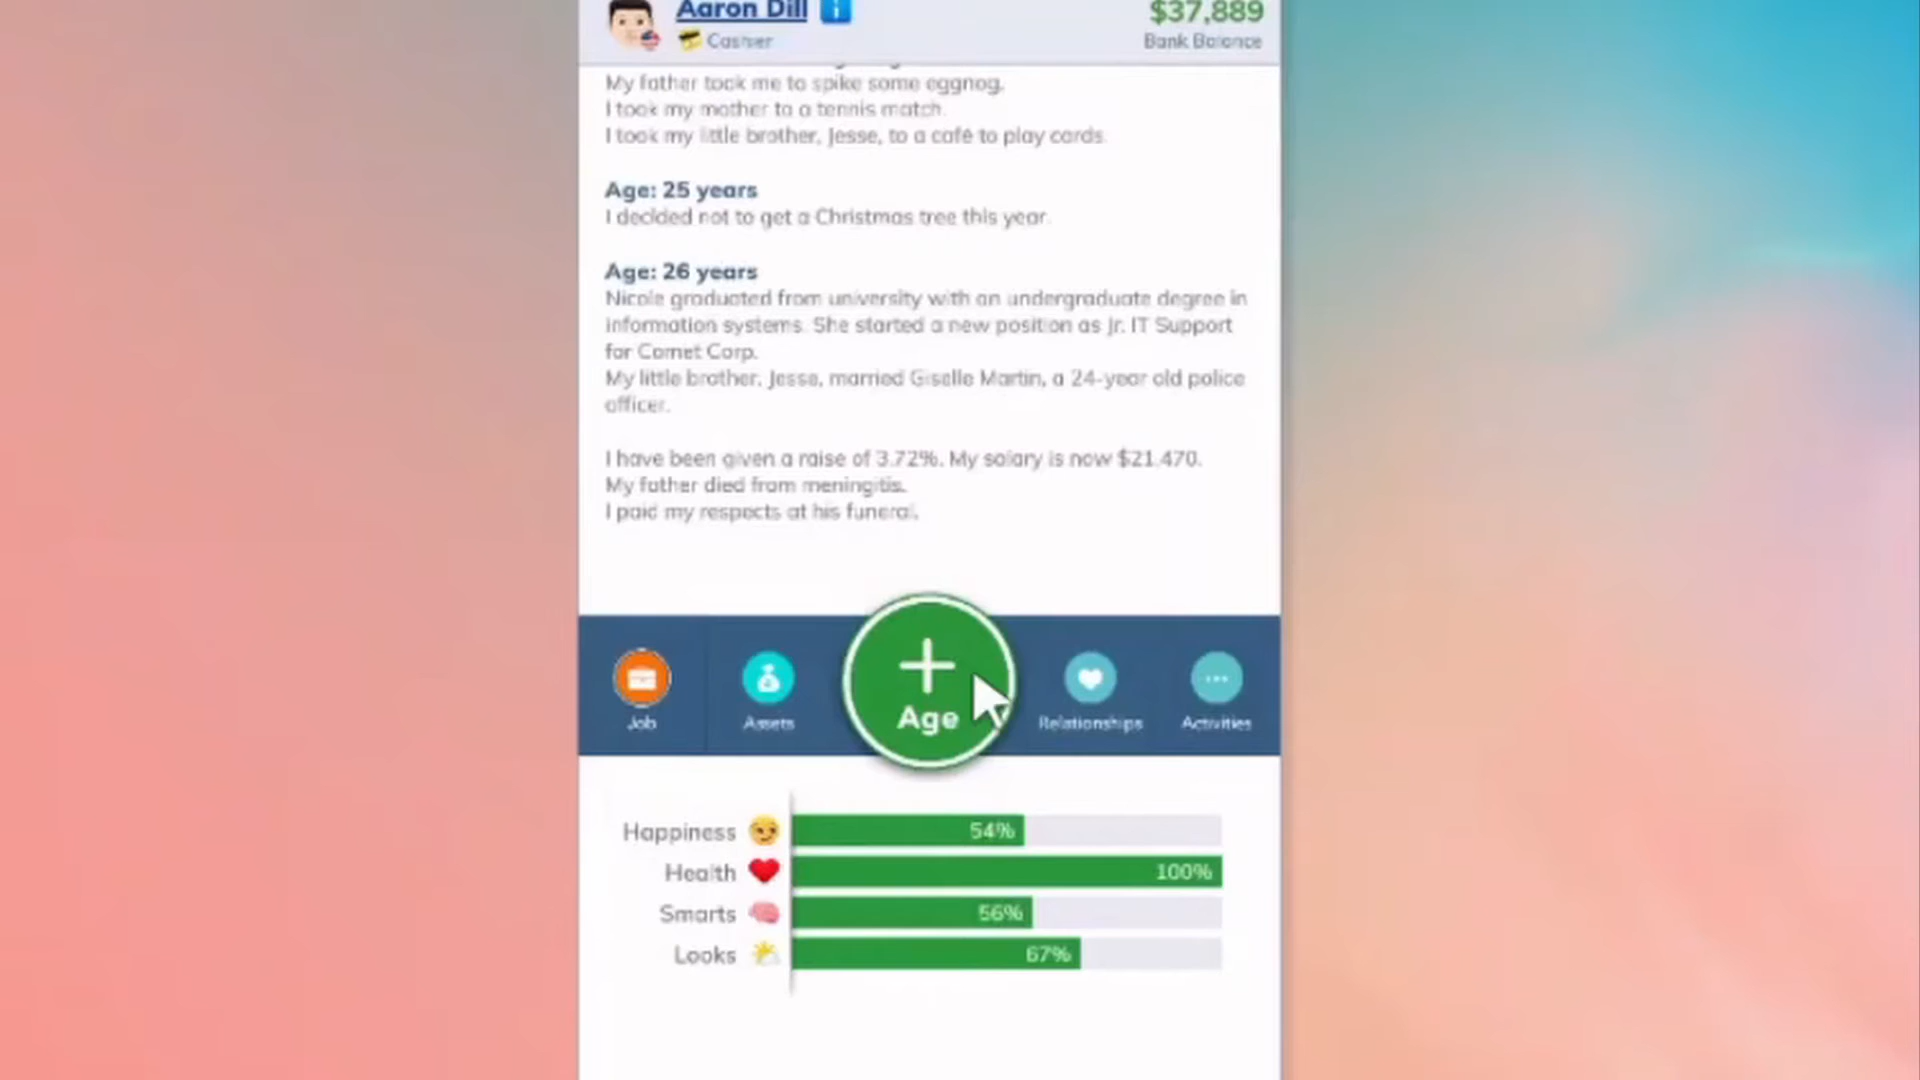 Aaron Dill
$37,889
Cashier
Bank Balance
My father took me to spike some eggnog.
I took my mother to a tennis match.
I took my little brother, Jesse, to a café to play cards.
Age: 25 years
I decided not to get a Christmas tree this year.
Age: 26 years
Nicole graduated from university with an undergraduate degree in
information systems. She started a new position as Jr. IT Support
for Comet Corp.
My little brother, Jesse, married Giselle Martin, a 24-year old police
officer.
I have been given a raise of 3.72%. My salary is now $21,470.
My father died from meningitis.
I paid my respects at his funeral.
Job
Assets
Age
Relationships
Activities
Happiness 54%
Health 100%
Smarts 56%
Looks 67%